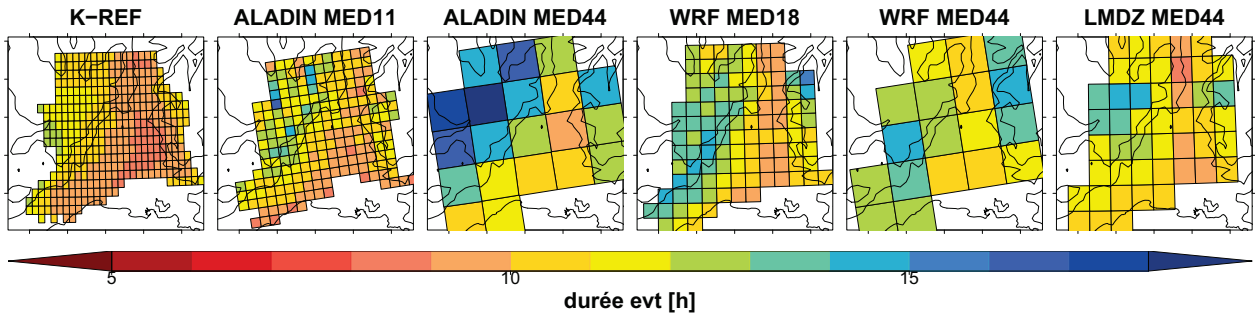 K−REF ALADIN MED11 ALADIN MED44 WRF MED18 WRF MED44 LMDZ MED44
5 10 15
durée evt [h]